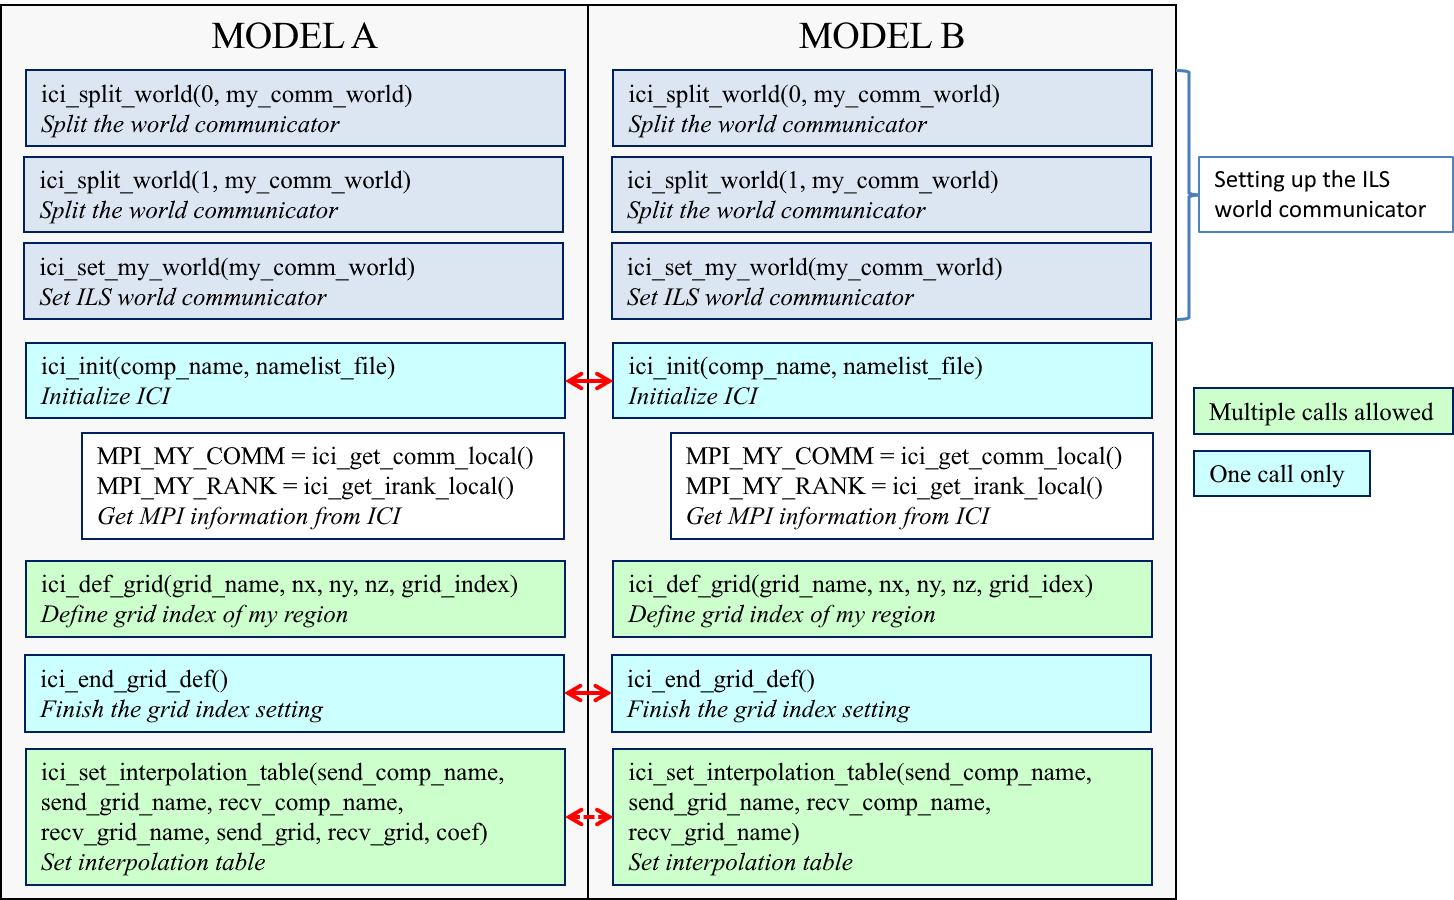 MODEL A
ici_split_world(0, my_comm_world)
Split the world communicator
ici_split_world(1, my_comm_world)
Split the world communicator
ici_set_my_world(my_comm_world)
Set ILS world communicator
ici_init(comp_name, namelist_file)
Initialize ICI
MPI_MY_COMM = ici_get_comm_local()
MPI_MY_RANK = ici_get_irank_local()
Get MPI information from ICI
ici_def_grid(grid_name, nx, ny, nz, grid_index)
Define grid index of my region
ici_end_grid_def()
Finish the grid index setting
ici_set_interpolation_table(send_comp_name,
send_grid_name, recv_comp_name,
recv_grid_name, send_grid, recv_grid, coef)
Set interpolation table
MODEL B
ici_split_world(0, my_comm_world)
Split the world communicator
ici_split_world(1, my_comm_world)
Split the world communicator
ici_set_my_world(my_comm_world)
Set ILS world communicator
ici_init(comp_name, namelist_file)
Initialize ICI
MPI_MY_COMM = ici_get_comm_local()
MPI_MY_RANK = ici_get_irank_local()
Get MPI information from ICI
ici_def_grid(grid_name, nx, ny, nz, grid_idex)
Define grid index of my region
ici_end_grid_def()
Finish the grid index setting
ici_set_interpolation_table(send_comp_name,
send_grid_name, recv_comp_name,
recv_grid_name)
Set interpolation table
Setting up the ILS
world communicator
Multiple calls allowed
One call only